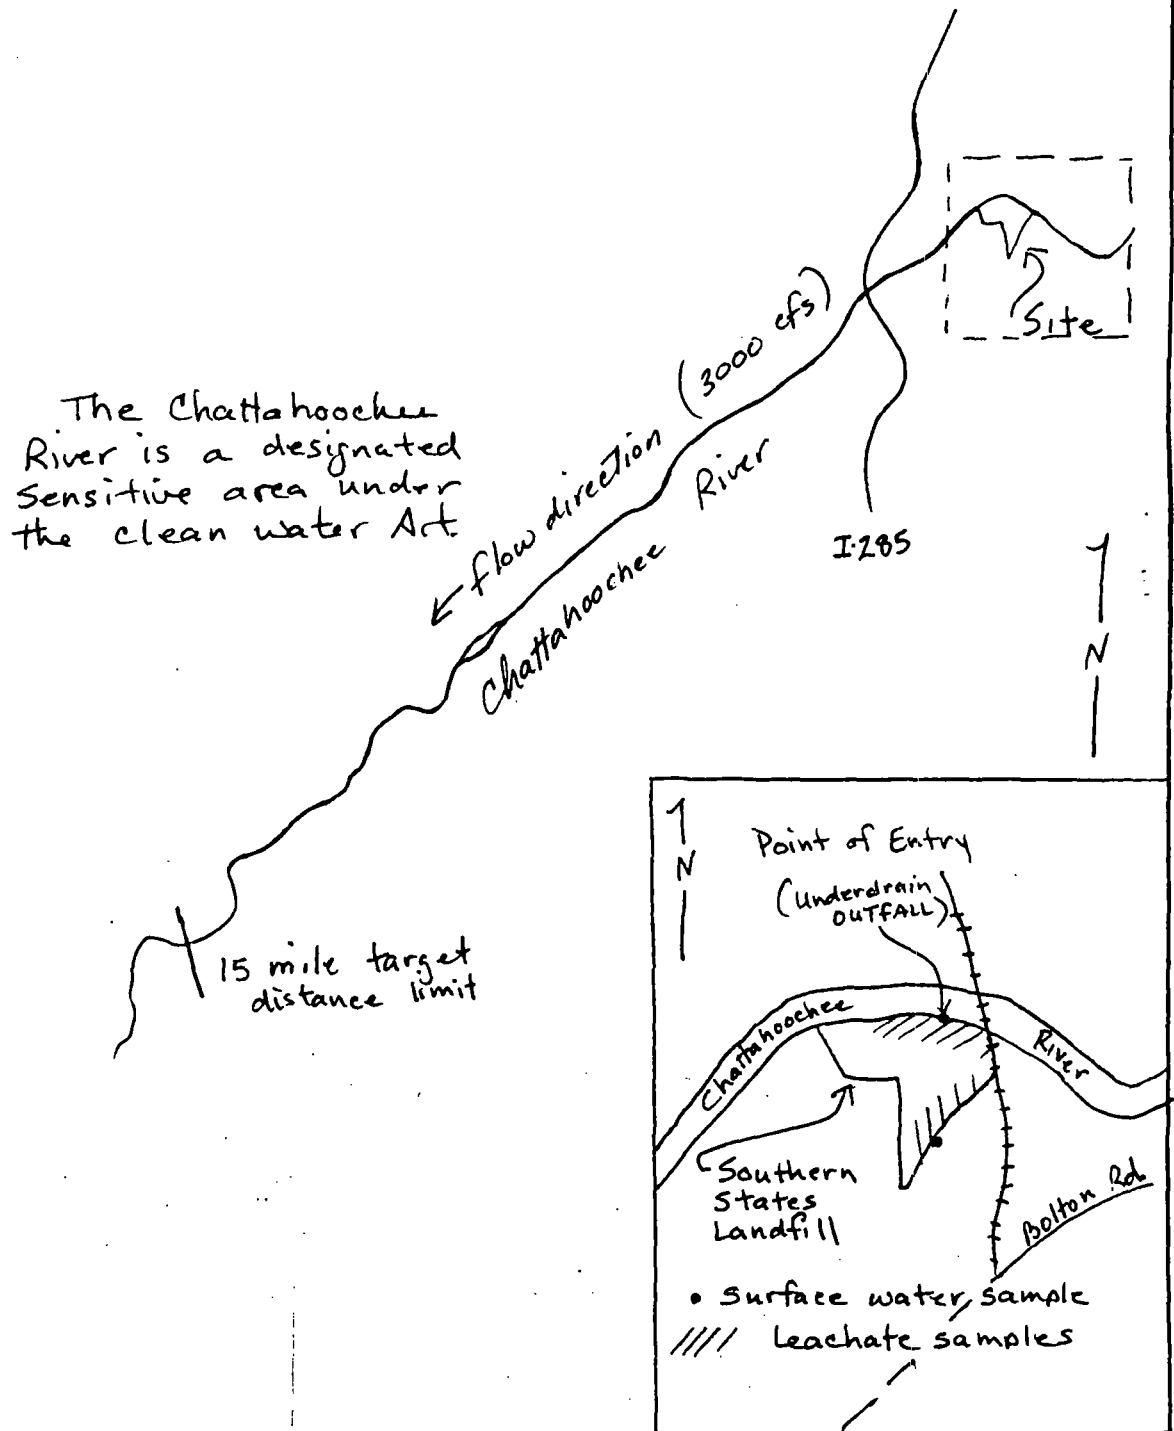 The Chattahoochee
River is a designated
Sensitive area under
the clean water Act.
Site
(3000 cfs)
← flow direction
Chattahoochee River
I-285
N
15 mile target
distance limit
N
Point of Entry
(Underdrain
OUTFALL)
Chattahoochee River
Southern
States
Landfill
Bolton Rd.
• Surface water sample
//// Leachate samples